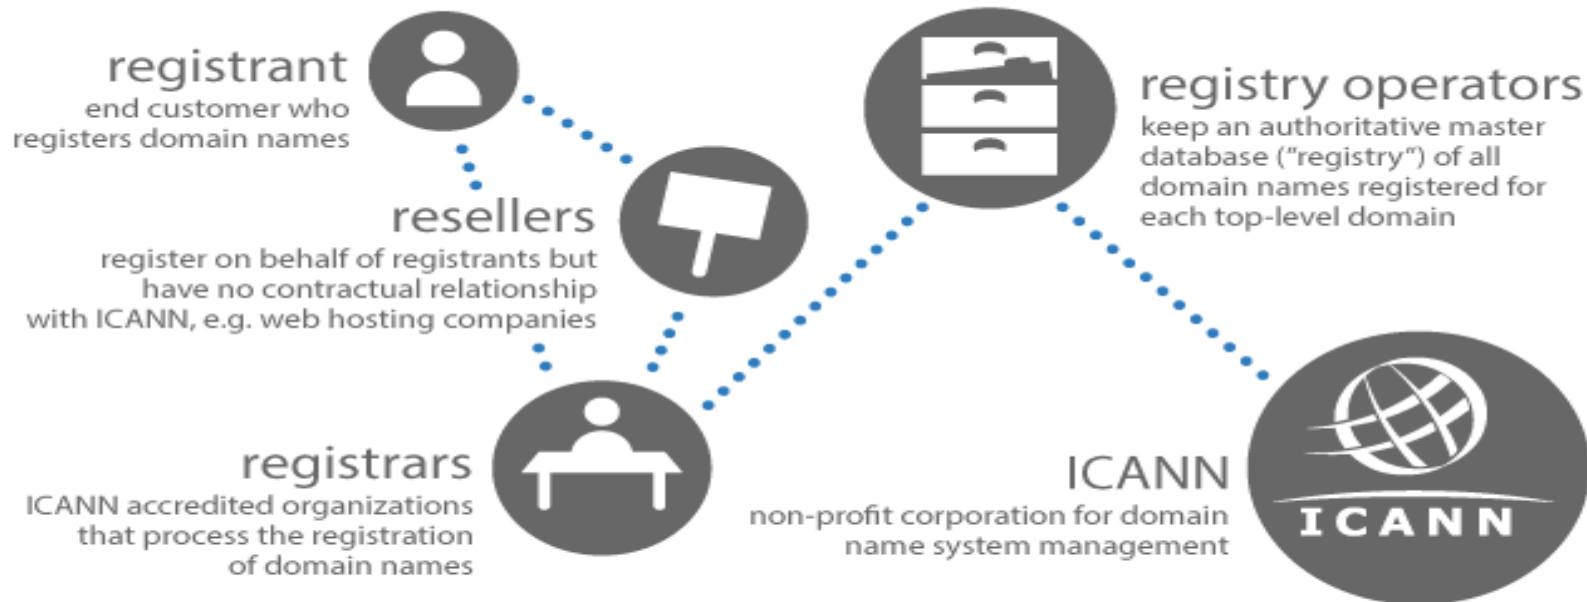 registrant
end customer who
registers domain names
resellers
register on behalf of registrants but
have no contractual relationship
with ICANN, e.g. web hosting companies
registrars
ICANN accredited organizations
that process the registration
of domain names
registry operators
keep an authoritative master
database ("registry") of all
domain names registered for
each top-level domain
ICANN
non-profit corporation for domain
name system management
ICANN